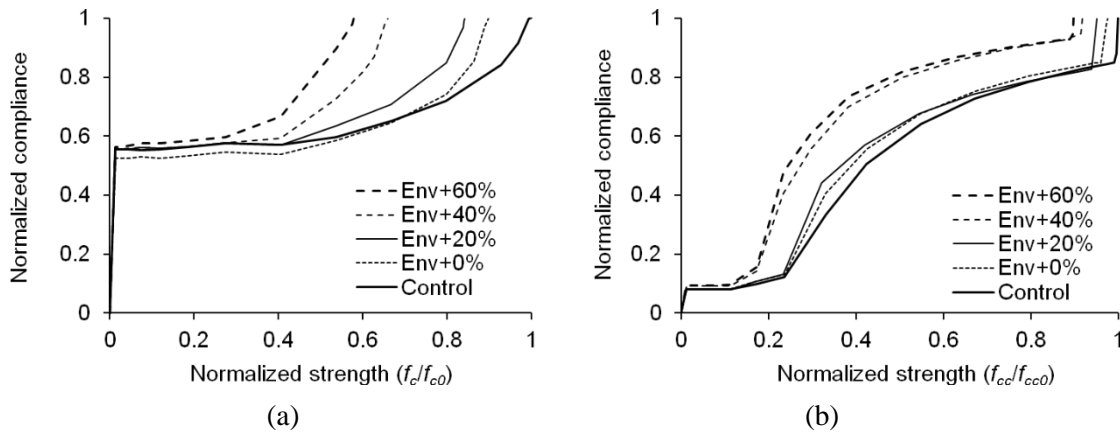 1
0.8
0.6
0.4
0.2
0
Normalized compliance
Env+60%
Env+40%
Env+20%
Env+0%
Control
0 0.2 0.4 0.6 0.8 1
Normalized strength (fc/fc0)
(a)
1
0.8
0.6
0.4
0.2
0
Normalized compliance
Env+60%
Env+40%
Env+20%
Env+0%
Control
0 0.2 0.4 0.6 0.8 1
Normalized strength (fcc/fcc0)
(b)